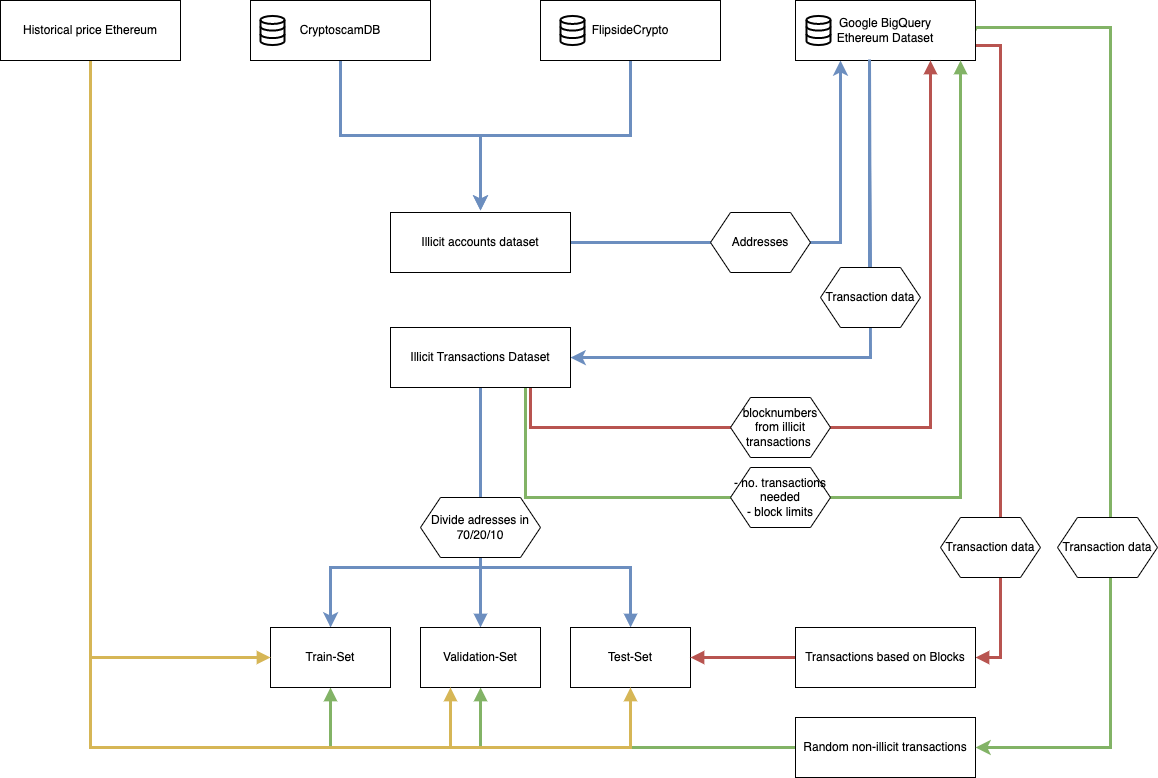 Historical price Ethereum
CryptoscamDB
FlipsideCrypto
Google BigQuery
Ethereum Dataset
Illicit accounts dataset
Addresses
Transaction data
Illicit Transactions Dataset
blocknumbers
from illicit
transactions
- no. transactions
needed
- block limits
Divide adresses in
70/20/10
Transaction data
Transaction data
Train-Set
Validation-Set
Test-Set
Transactions based on Blocks
Random non-illicit transactions